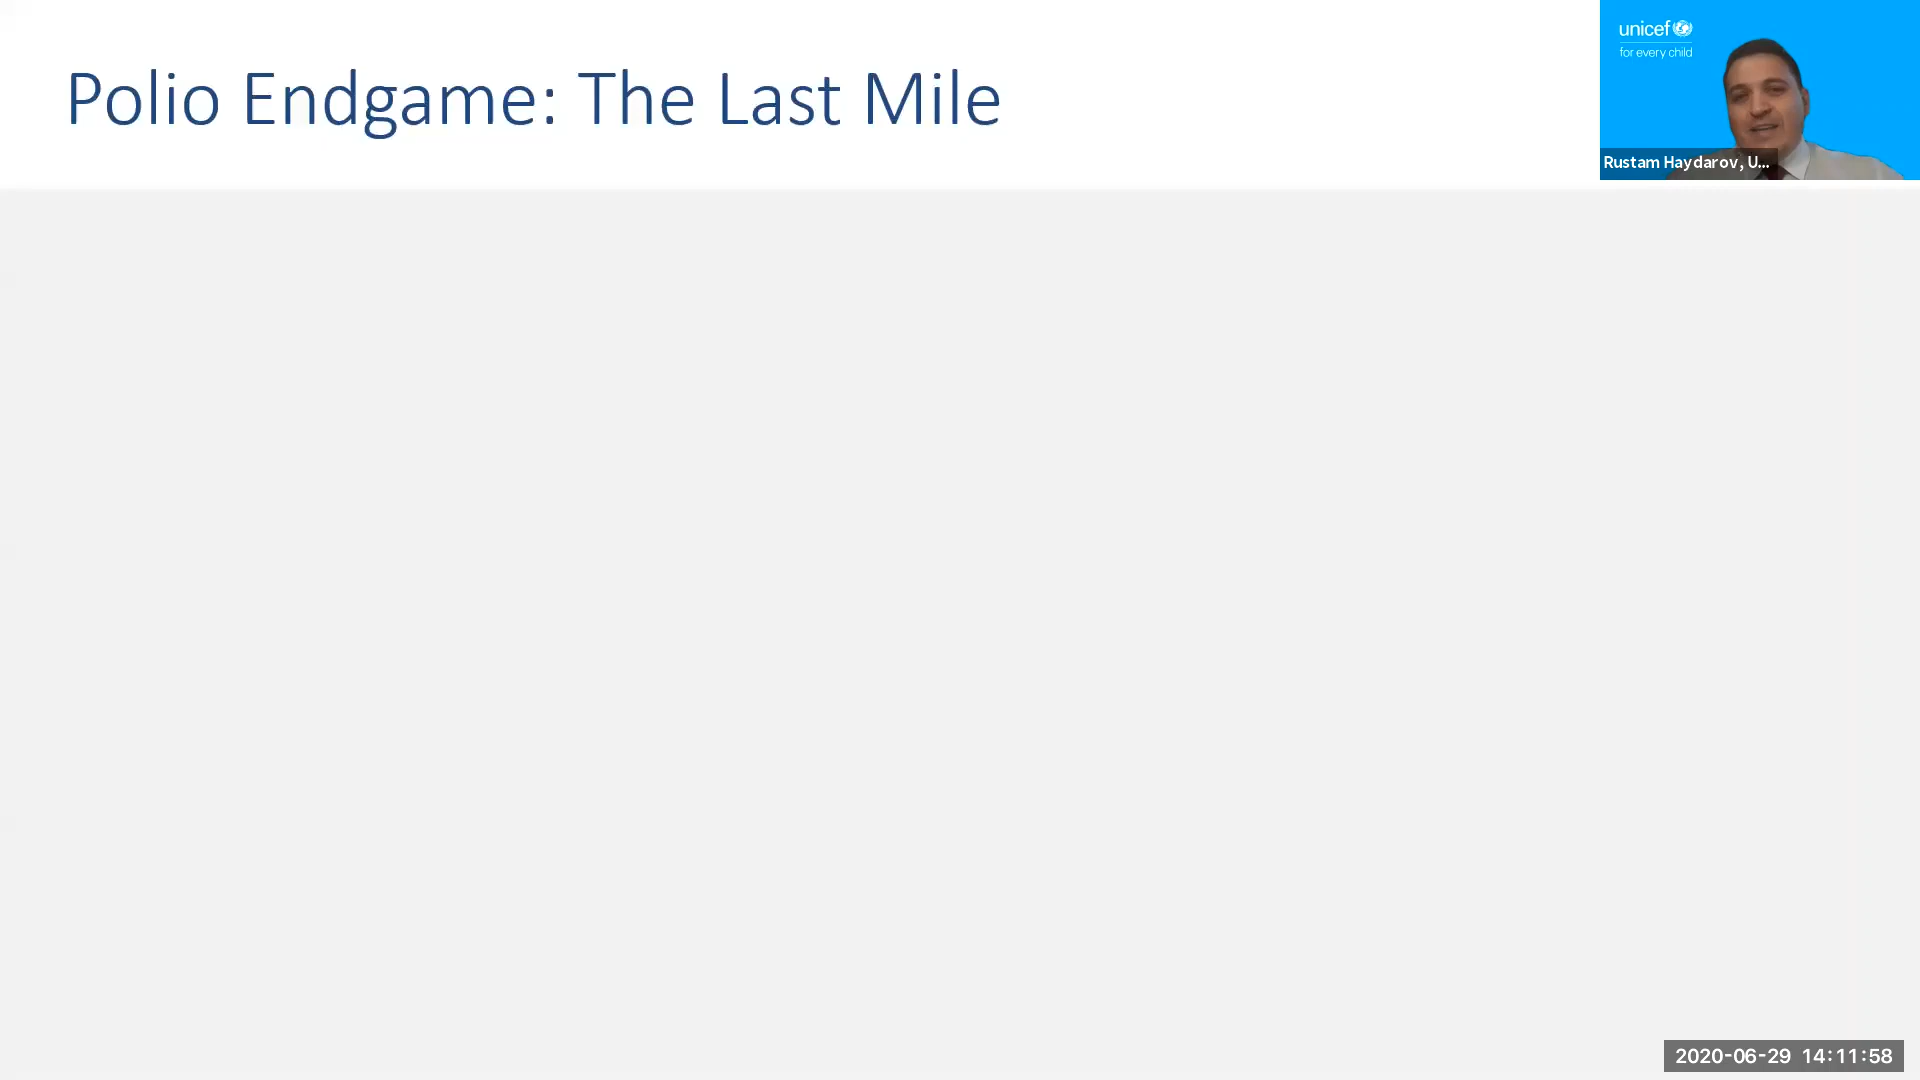 Polio Endgame: The Last Mile
unicef
for every child
Rustam Haydarov, U...
2020-06-29 14:11:58